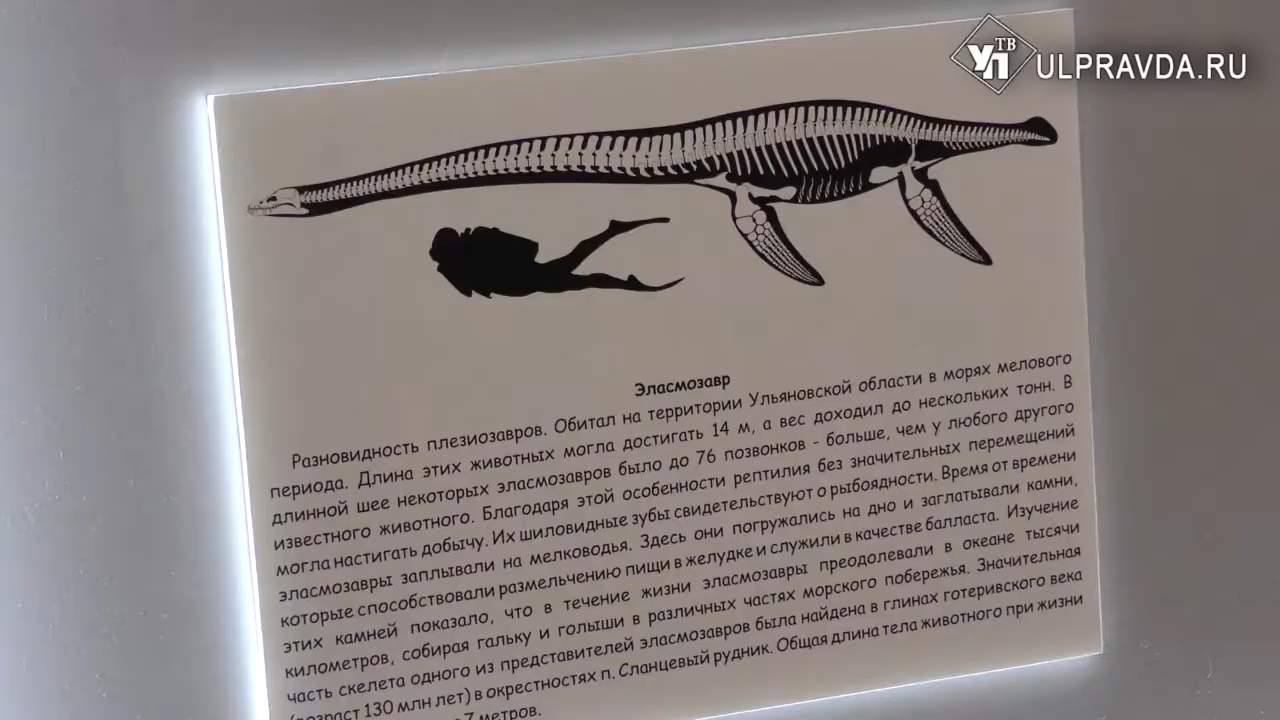 УП ТВ ULPRAVDA.RU
Эласмозавр
Разновидность плезиозавров. Обитал на территории Ульяновской области в морях мелового
периода. Длина этих животных могла достигать 14 м, а вес доходил до нескольких тонн. В
длинной шее некоторых эласмозавров было до 76 позвонков - больше, чем у любого другого
известного животного. Благодаря этой особенности рептилия без значительных перемещений
могла настигать добычу. Их шиловидные зубы свидетельствуют о рыбоядности. Время от времени
эласмозавры заплывали на мелководья. Здесь они погружались на дно и заглатывали камни,
которые способствовали размельчению пищи в желудке и служили в качестве балласта. Изучение
этих камней показало, что в течение жизни эласмозавры преодолевали в океане тысячи
километров, собирая гальку и голыши в различных частях морского побережья. Значительная
часть скелета одного из представителей эласмозавров была найдена в глинах готеривского века
(возраст 130 млн лет) в окрестностях п. Сланцевый рудник. Общая длина тела животного при жизни
7 метров.